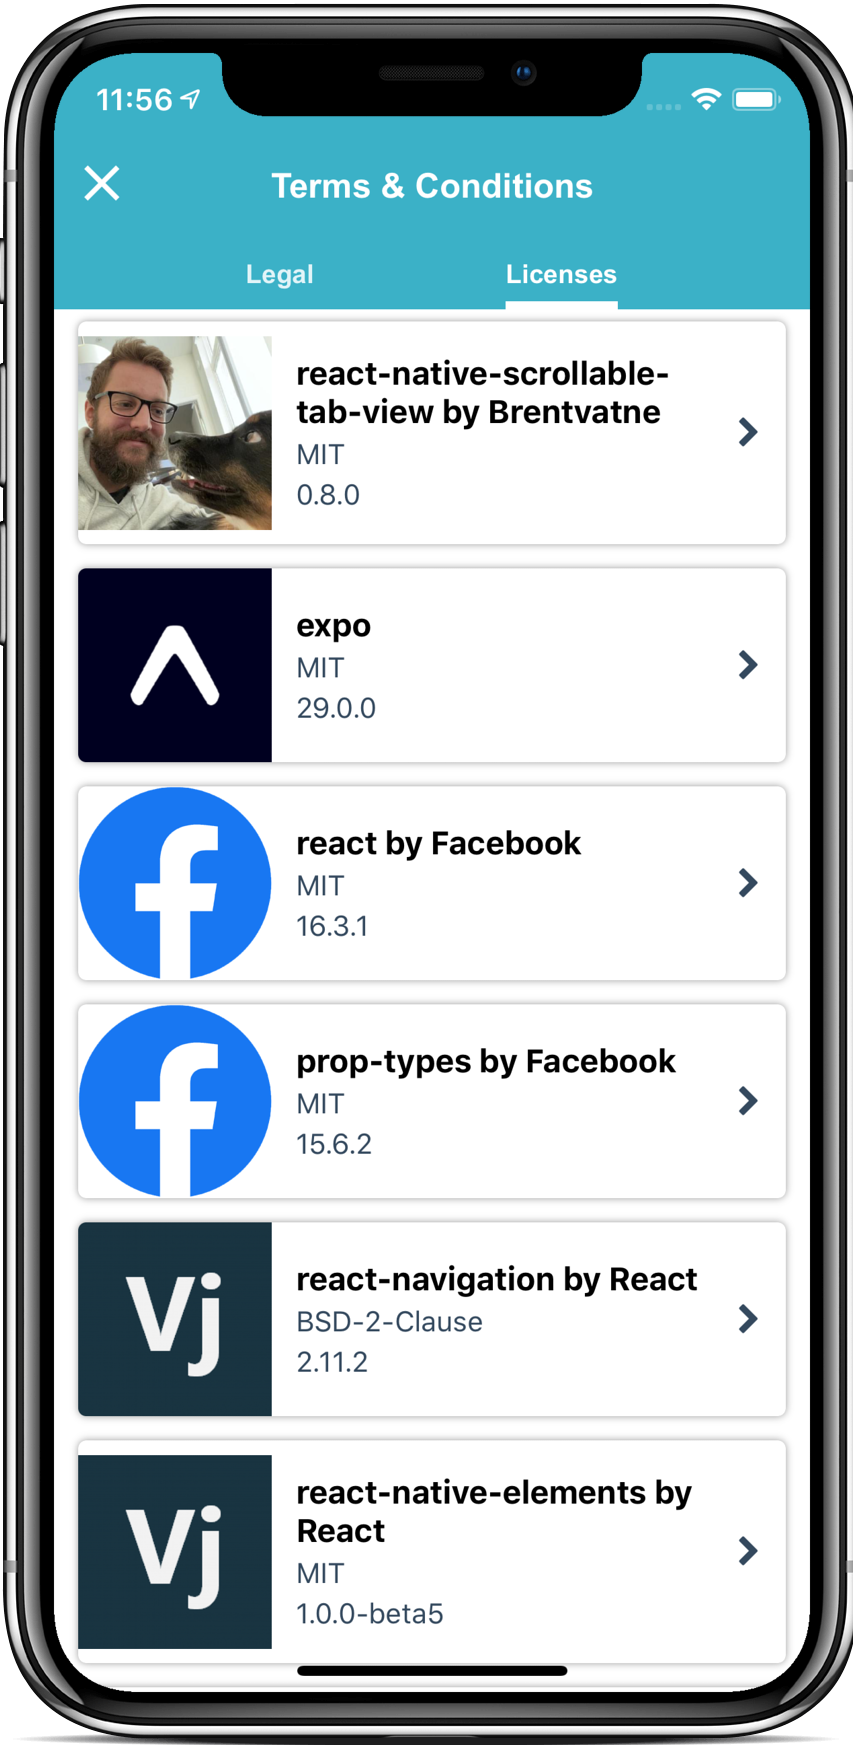 11:56
Terms & Conditions
Legal
Licenses
react-native-scrollable-
tab-view by Brentvatne
MIT
0.8.0
expo
MIT
29.0.0
react by Facebook
MIT
16.3.1
prop-types by Facebook
MIT
15.6.2
Vj
react-navigation by React
BSD-2-Clause
2.11.2
Vj
react-native-elements by
React
MIT
1.0.0-beta5